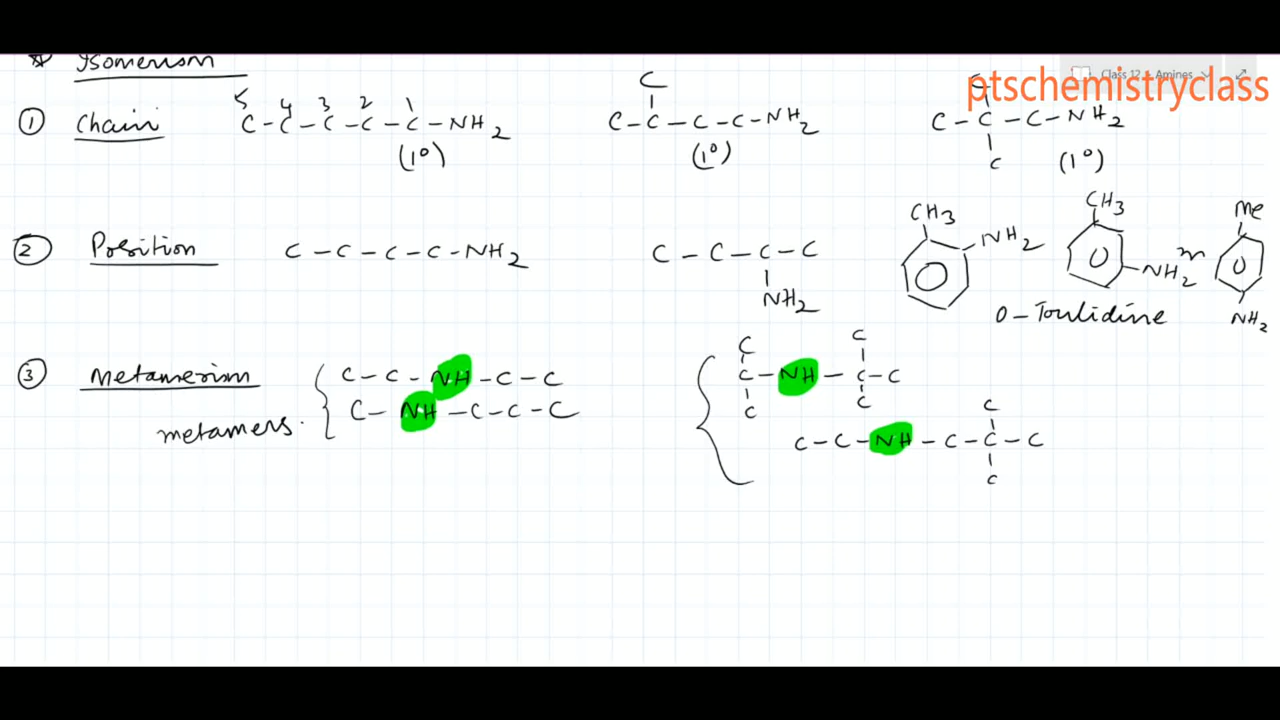 * Isomerism
Class 12 - Amines
ptschemistryclass
5 4 3 2 1
① Chain C - C - C - C - C - NH2 (1°)
C
C - C - C - C - NH2 (1°)
C
C - C - C - NH2
C (1°)
② Position C - C - C - C - NH2
C - C - C - C
NH2
CH3 NH2
CH3 NH2 m
Me NH2
O - Toulidine
③ Metamerism C - C - NH - C - C
C - NH - C - C - C
metamers.
C C
C - NH - C - C
C C
C
C - C - NH - C - C - C
C